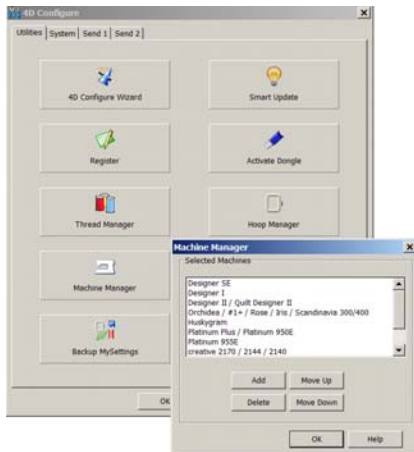 4D Configure
Utilities System Send 1 Send 2
4D Configure Wizard
Smart Update
Register
Activate Dongle
Thread Manager
Hoop Manager
Machine Manager
Backup MySettings
OK
Machine Manager
Selected Machines
Designer SE
Designer I
Designer II / Quilt Designer II
Orchidea / #1+ / Rose / Iris / Scandinavia 300/400
Huskygram
Platinum Plus / Platinum 950E
Platinum 955E
creative 2170 / 2144 / 2140
Add
Move Up
Delete
Move Down
OK
Help